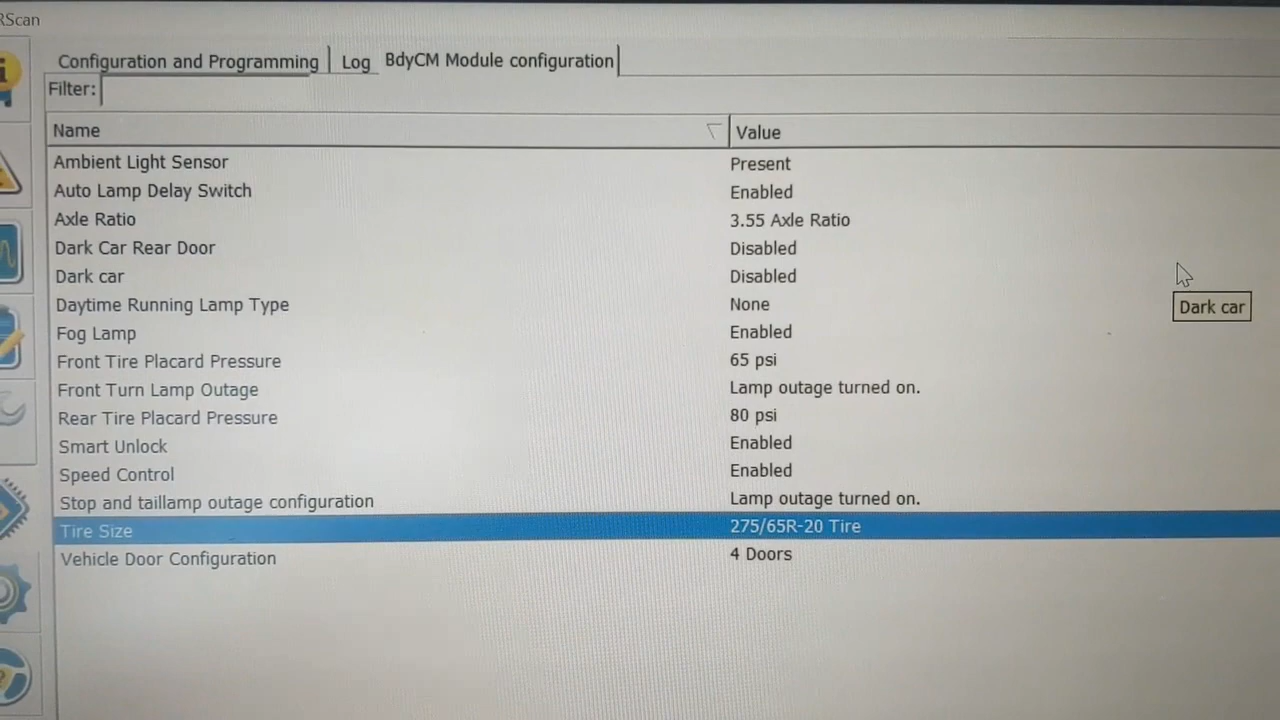 RScan
Configuration and Programming Log BdyCM Module configuration
Filter:
Name Value
Ambient Light Sensor Present
Auto Lamp Delay Switch Enabled
Axle Ratio 3.55 Axle Ratio
Dark Car Rear Door Disabled
Dark car Disabled
Daytime Running Lamp Type None
Dark car
Fog Lamp Enabled
Front Tire Placard Pressure 65 psi
Front Turn Lamp Outage Lamp outage turned on.
Rear Tire Placard Pressure 80 psi
Smart Unlock Enabled
Speed Control Enabled
Stop and taillamp outage configuration Lamp outage turned on.
Tire Size 275/65R-20 Tire
Vehicle Door Configuration 4 Doors